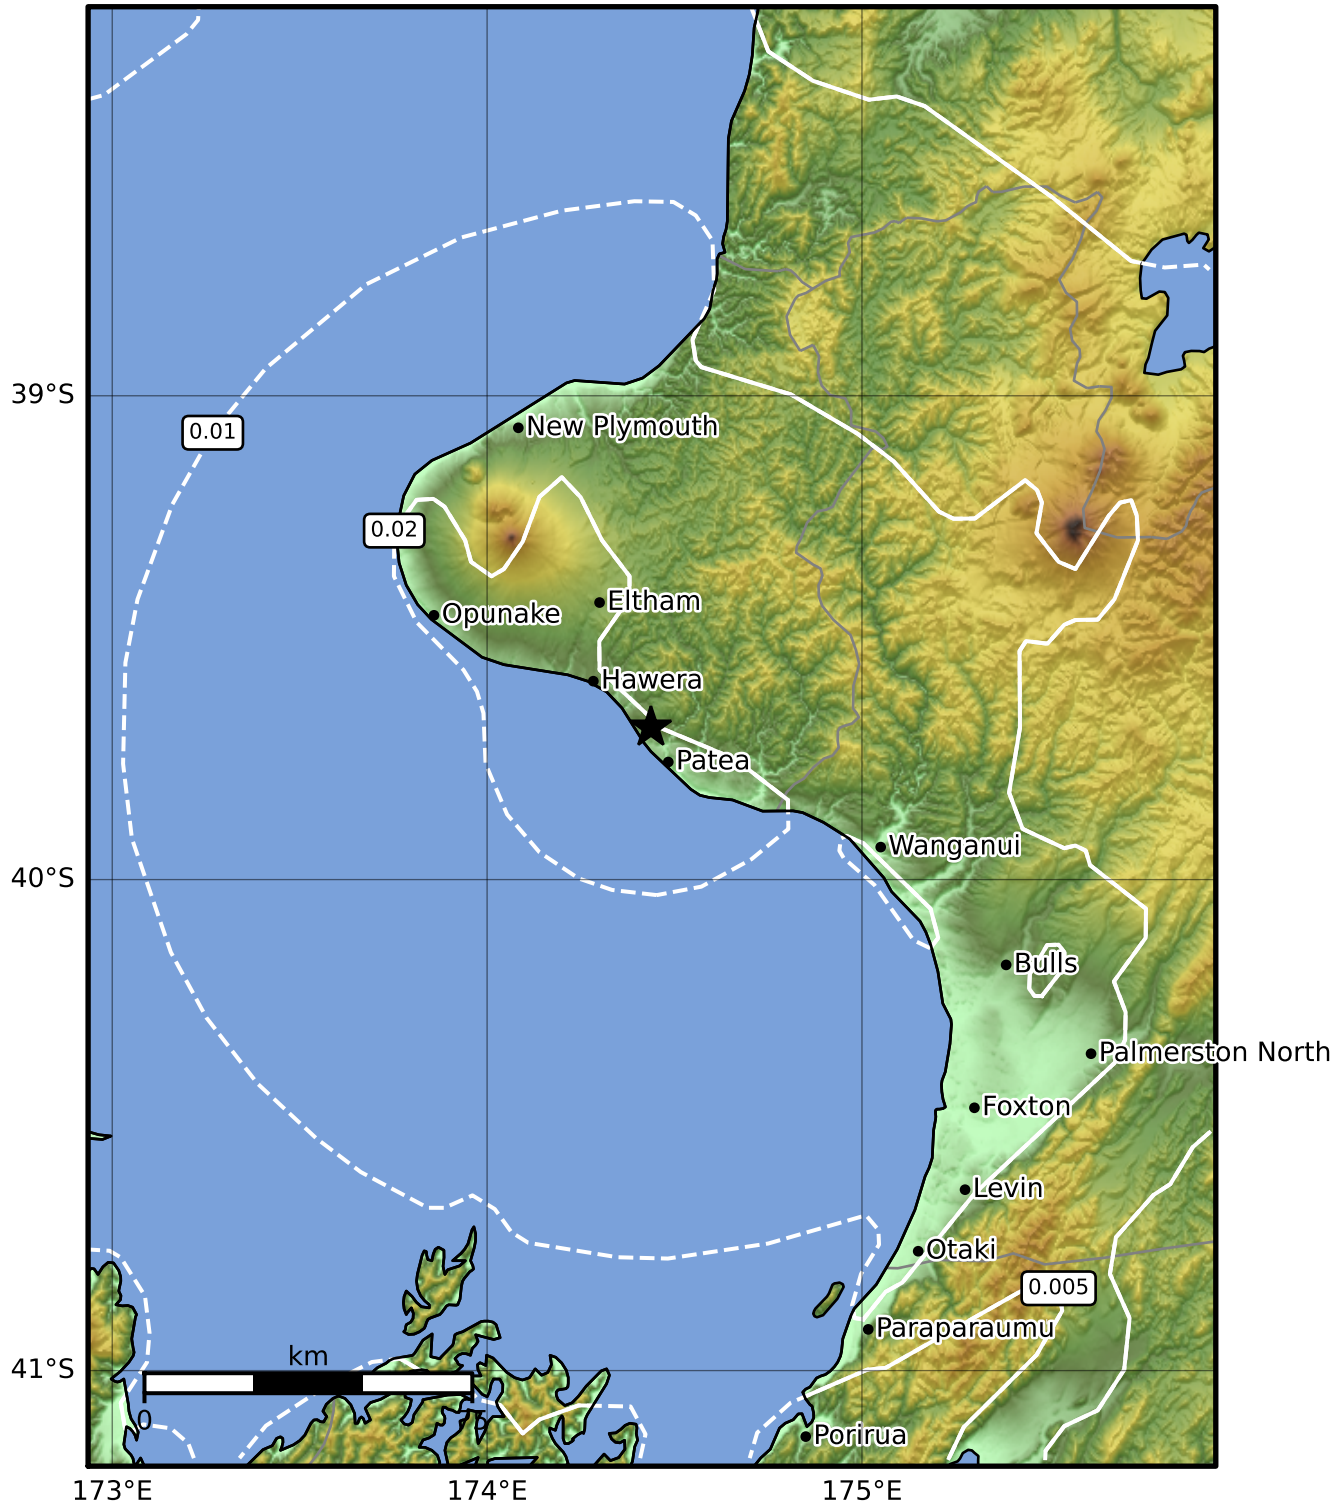 39°S
0.01
New Plymouth
0.02
Eltham
Opunake
Hawera
Patea
Wanganui
40°S
Bulls
Palmerston North
Foxton
Levin
Otaki
0.005
Paraparaumu
km
41°S
0
75
Porirua
173°E
174°E
175°E